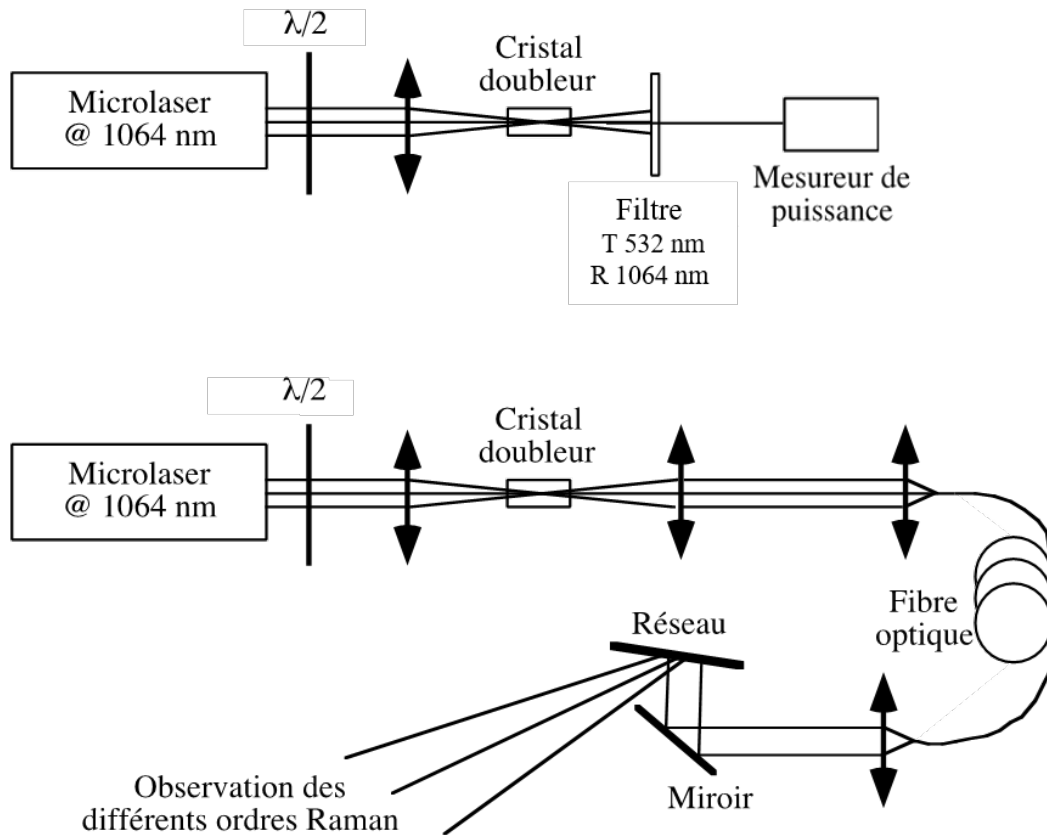 λ/2
Microlaser
@ 1064 nm
Cristal
doubleur
Filtre
T 532 nm
R 1064 nm
Mesureur de
puissance
λ/2
Microlaser
@ 1064 nm
Cristal
doubleur
Fibre
optique
Réseau
Miroir
Observation des
différents ordres Raman